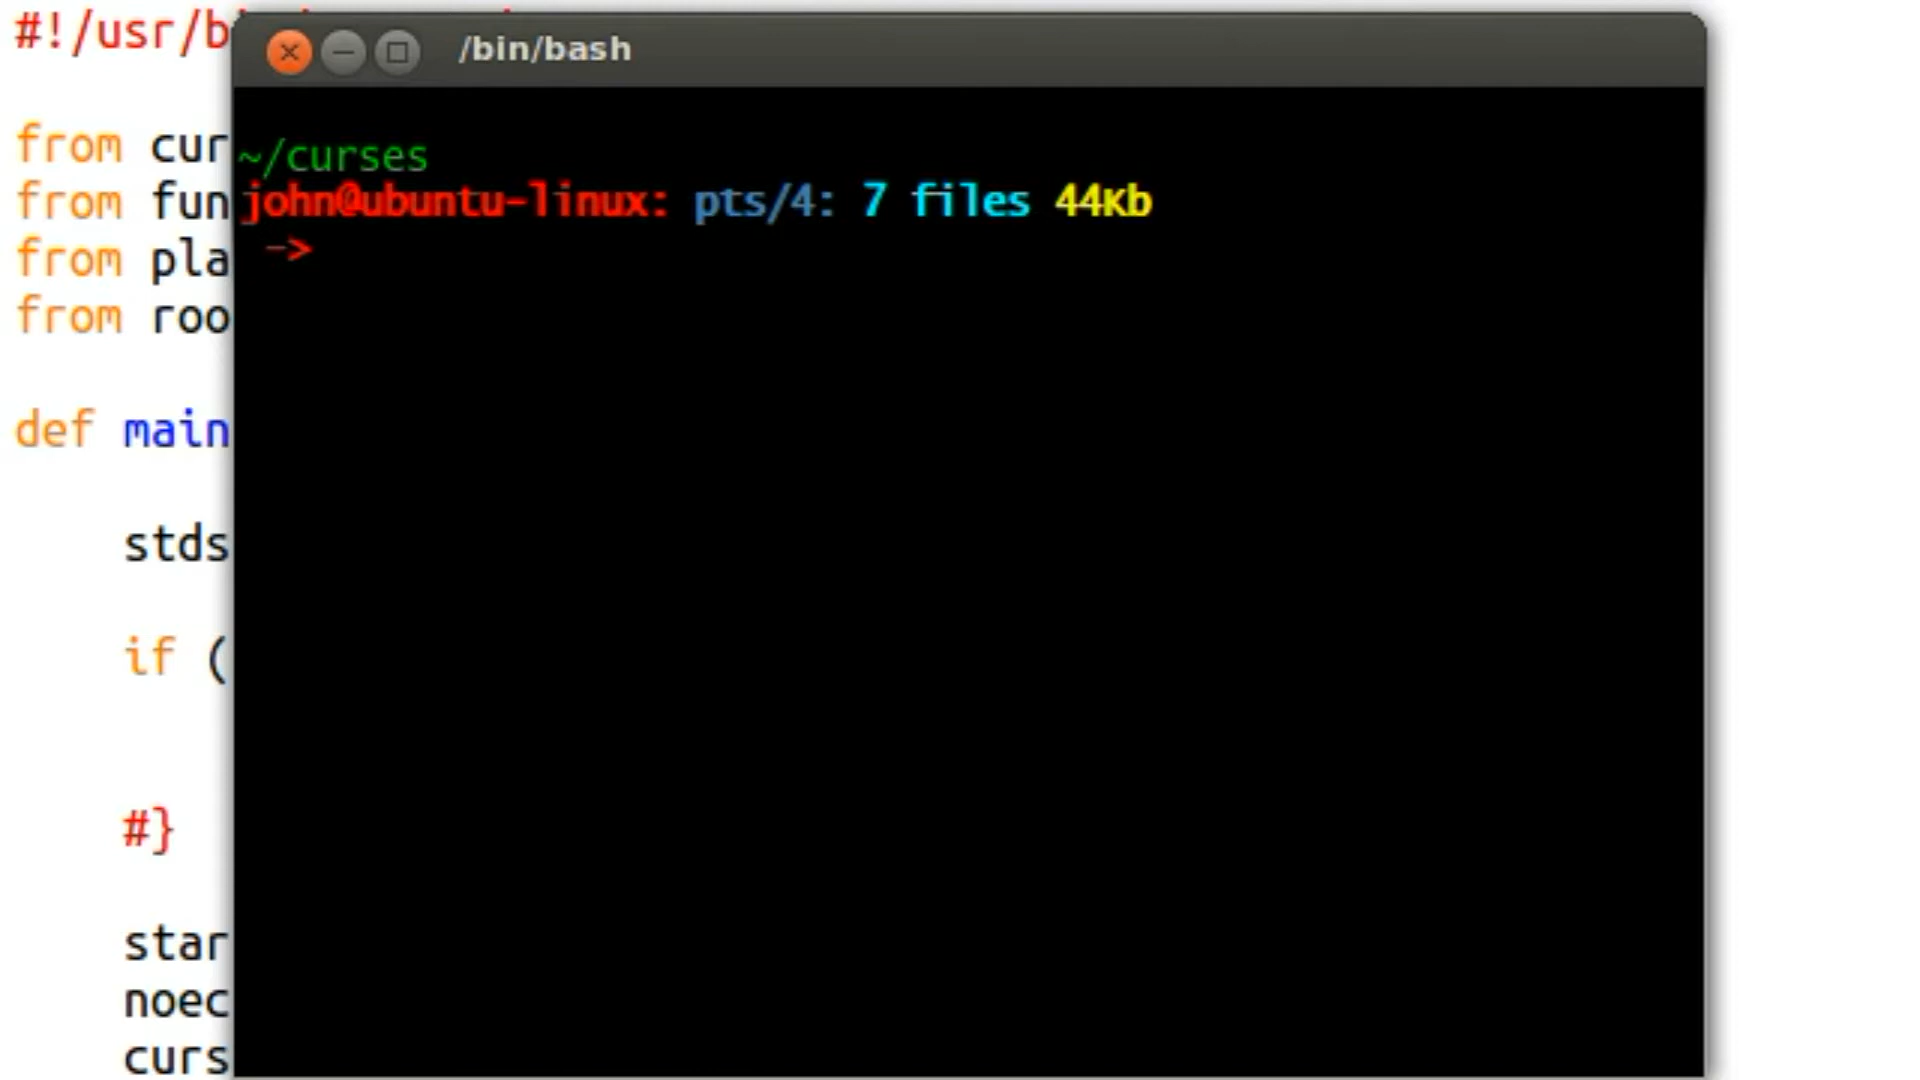 #!/usr/b
/bin/bash
from cur
from fun
from pla
from roo
def main
stds
if (
#}
star
noec
curs
~/curses
john@ubuntu-linux: pts/4: 7 files 44Kb
->